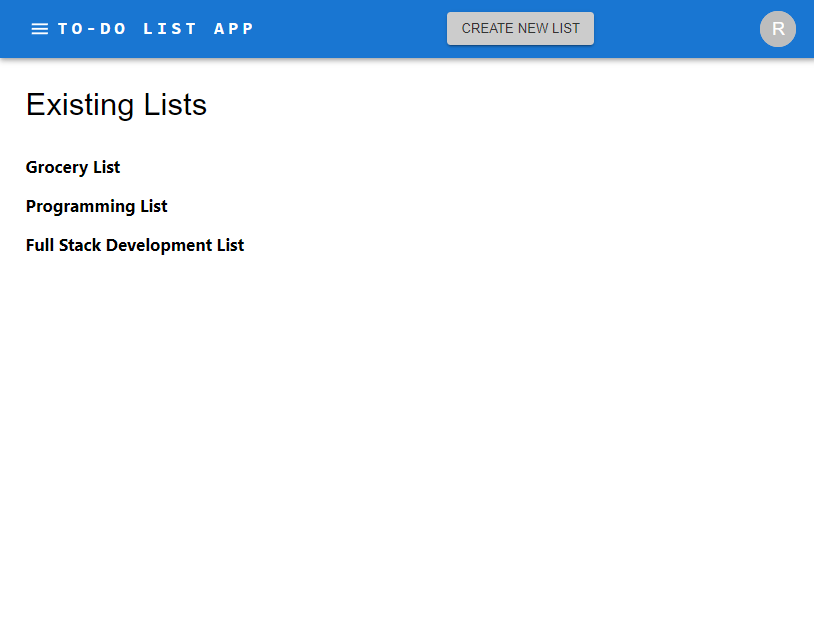 TO-DO LIST APP
CREATE NEW LIST
R
Existing Lists
Grocery List
Programming List
Full Stack Development List